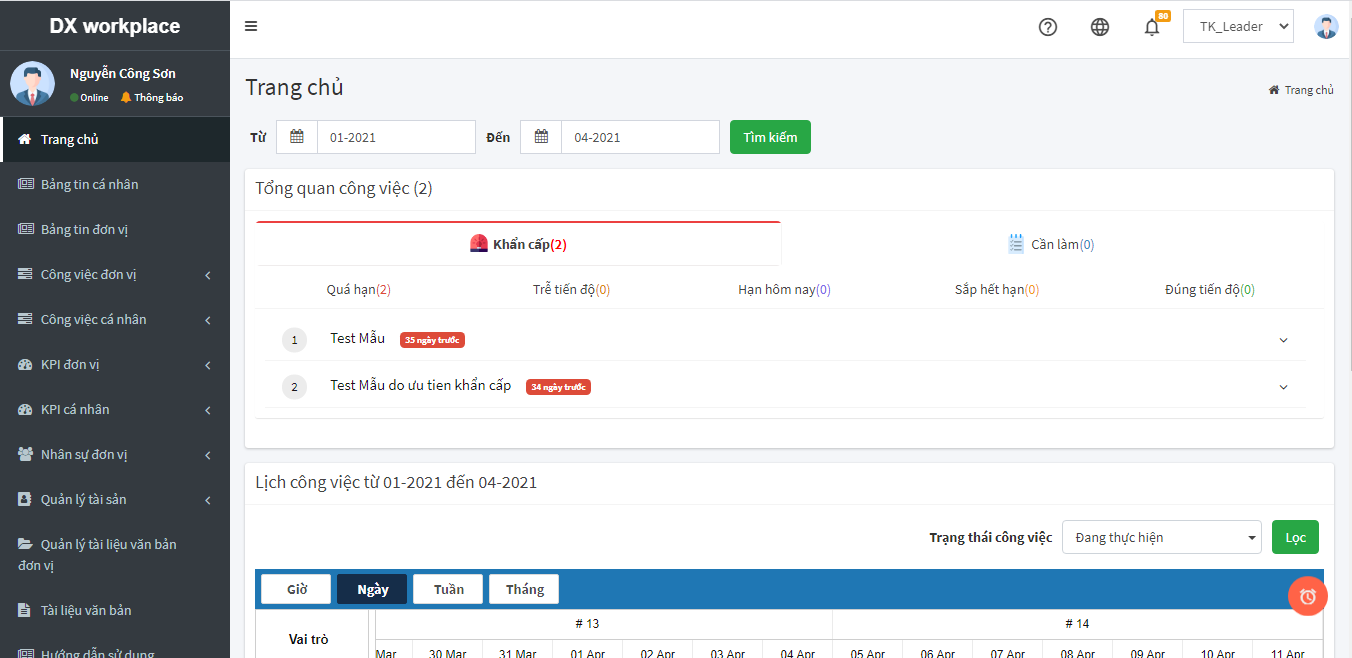 DX workplace
80
TK_Leader
Nguyễn Công Sơn
Online Thông báo
Trang chủ
Bảng tin cá nhân
Bảng tin đơn vị
Công việc đơn vị
Công việc cá nhân
KPI đơn vị
KPI cá nhân
Nhân sự đơn vị
Quản lý tài sản
Quản lý tài liệu văn bản
đơn vị
Tài liệu văn bản
Hướng dẫn sử dụng
Trang chủ
Trang chủ
Từ 01-2021 Đến 04-2021 Tìm kiếm
Tổng quan công việc (2)
Khẩn cấp(2) Cần làm(0)
Quá hạn(2) Trễ tiến độ(0) Hạn hôm nay(0) Sắp hết hạn(0) Đúng tiến độ(0)
1 Test Mẫu 35 ngày trước
2 Test Mẫu do ưu tien khẩn cấp 34 ngày trước
Lịch công việc từ 01-2021 đến 04-2021
Trạng thái công việc Đang thực hiện Lọc
Giờ Ngày Tuần Tháng
Vai trò # 13 # 14
Mar 30 Mar 31 Mar 01 Apr 02 Apr 03 Apr 04 Apr 05 Apr 06 Apr 07 Apr 08 Apr 09 Apr 10 Apr 11 Apr